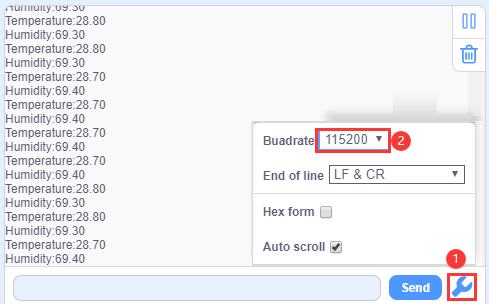 Humidity:69.30
Temperature:28.80
Humidity:69.30
Temperature:28.80
Humidity:69.30
Temperature:28.70
Humidity:69.40
Temperature:28.70
Humidity:69.40
Temperature:28.70
Humidity:69.40
Temperature:28.70
Humidity:69.40
Temperature:28.80
Humidity:69.30
Temperature:28.80
Humidity:69.30
Temperature:28.70
Humidity:69.40
Buadrate 115200 2
End of line LF & CR
Hex form
Auto scroll
1
Send